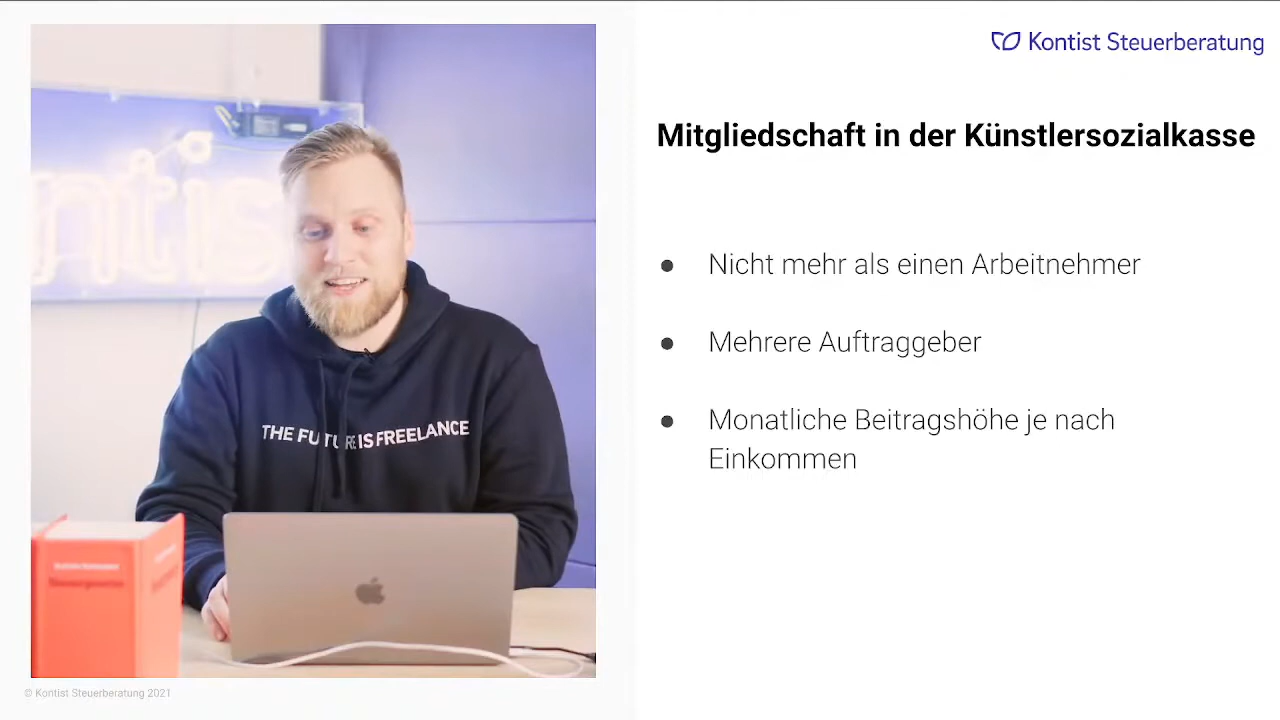 Kontist Steuerberatung
Mitgliedschaft in der Künstlersozialkasse
● Nicht mehr als einen Arbeitnehmer
● Mehrere Auftraggeber
● Monatliche Beitragshöhe je nach
Einkommen
ntis
THE FUTURE IS FREELANCE
© Kontist Steuerberatung 2021